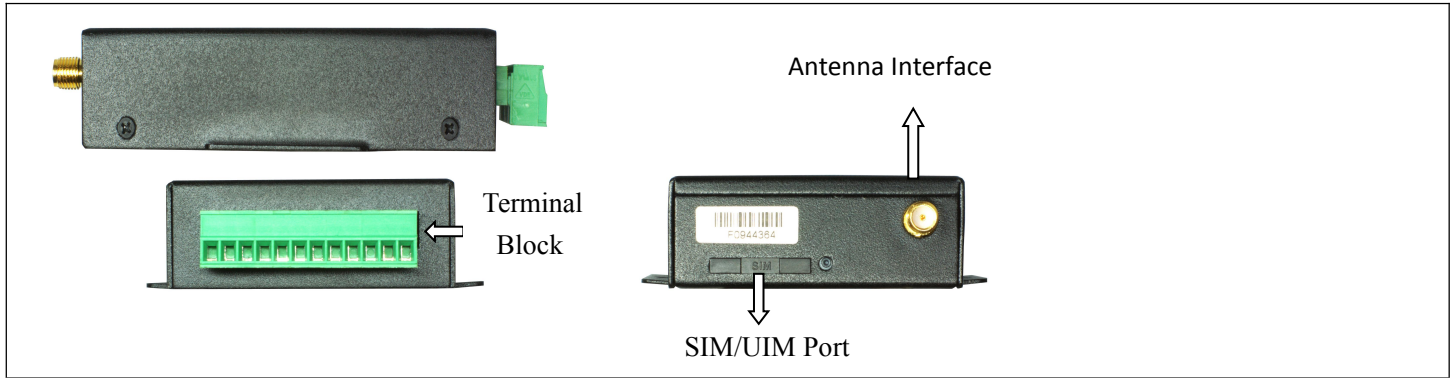 Antenna Interface
Terminal
Block
F0944364
SIM
SIM/UIM Port